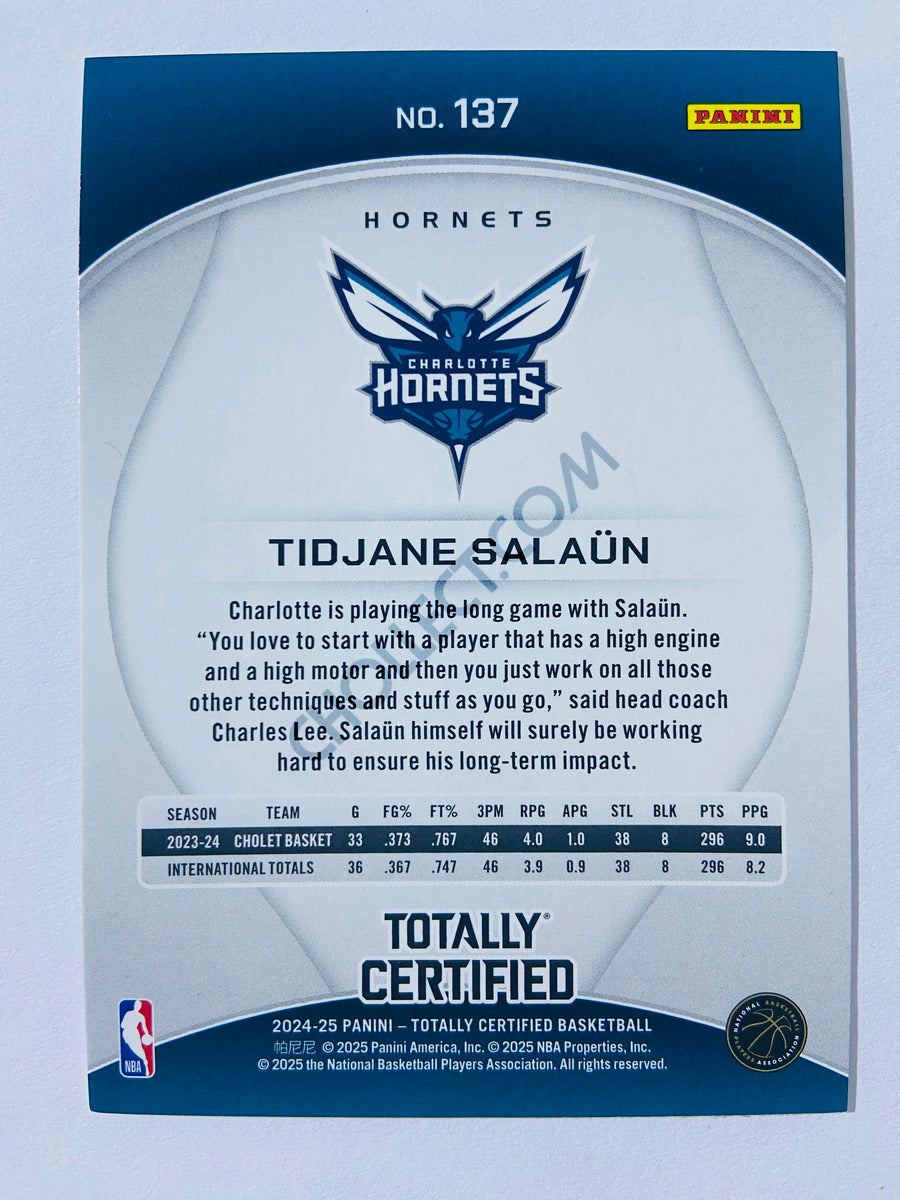 NO. 137
PANINI
HORNETS
CHARLOTTE
HORNETS
TIDJANE SALAÜN
Charlotte is playing the long game with Salaün.
“You love to start with a player that has a high engine
and a high motor and then you just work on all those
other techniques and stuff as you go,” said head coach
Charles Lee. Salaün himself will surely be working
hard to ensure his long-term impact.
CHOLLECT.COM
SEASON TEAM G FG% FT% 3PM RPG APG STL BLK PTS PPG
2023-24 CHOLET BASKET 33 .373 .767 46 4.0 1.0 38 8 296 9.0
INTERNATIONAL TOTALS 36 .367 .747 46 3.9 0.9 38 8 296 8.2
TOTALLY®
CERTIFIED
2024-25 PANINI – TOTALLY CERTIFIED BASKETBALL
帕尼尼 © 2025 Panini America, Inc. © 2025 NBA Properties, Inc.
© 2025 the National Basketball Players Association. All rights reserved.
NBA
NATIONAL BASKETBALL
PLAYERS ASSOCIATION